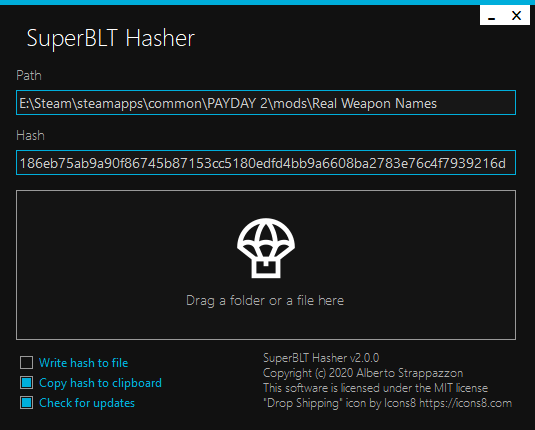 SuperBLT Hasher
Path
E:\Steam\steamapps\common\PAYDAY 2\mods\Real Weapon Names
Hash
186eb75ab9a90f86745b87153cc5180edfd4bb9a6608ba2783e76c4f7939216d
Drag a folder or a file here
Write hash to file
Copy hash to clipboard
Check for updates
SuperBLT Hasher v2.0.0
Copyright (c) 2020 Alberto Strappazzon
This software is licensed under the MIT license
"Drop Shipping" icon by Icons8 https://icons8.com